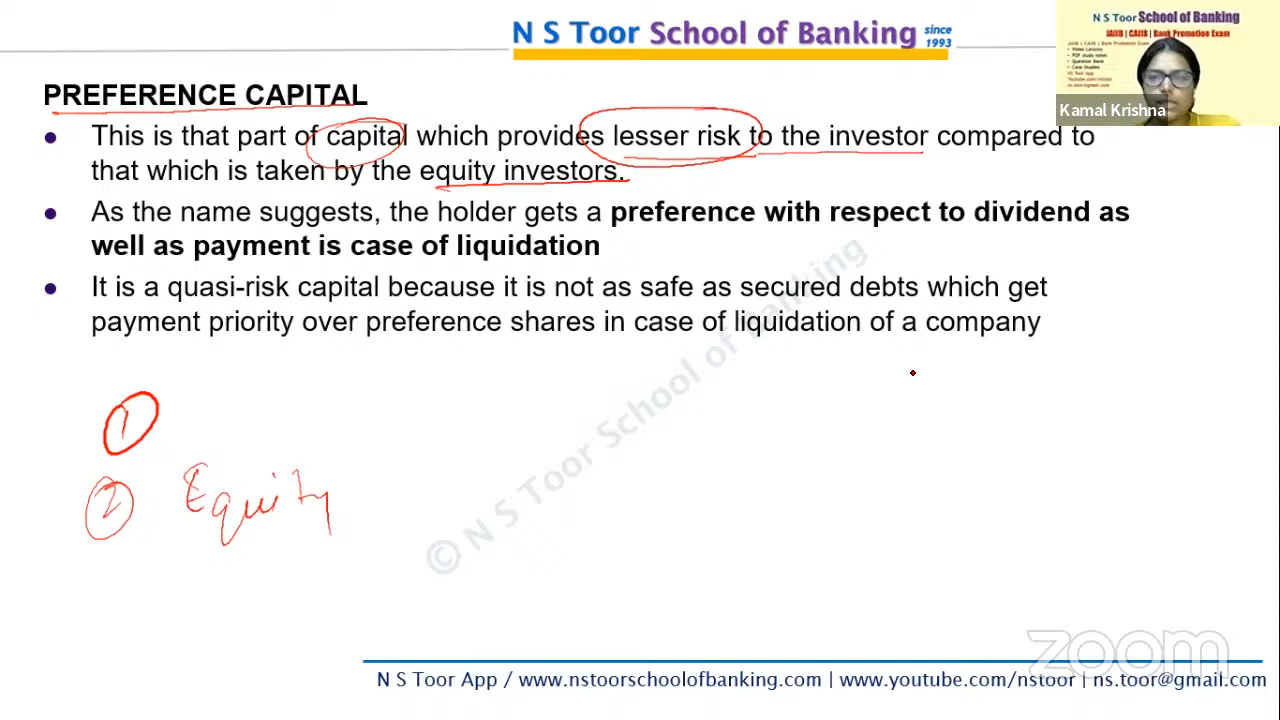 N S Toor School of Banking since 1993
N S Toor School of Banking
JAIIB | CAIIB | Bank Promotion Exam
Kamal Krishna
PREFERENCE CAPITAL
• This is that part of capital which provides lesser risk to the investor compared to
that which is taken by the equity investors.
• As the name suggests, the holder gets a preference with respect to dividend as
well as payment is case of liquidation
• It is a quasi-risk capital because it is not as safe as secured debts which get
payment priority over preference shares in case of liquidation of a company
1
2 Equity
© N S Toor School of Banking
zoom
N S Toor App / www.nstoorschoolofbanking.com | www.youtube.com/nstoor | ns.toor@gmail.com